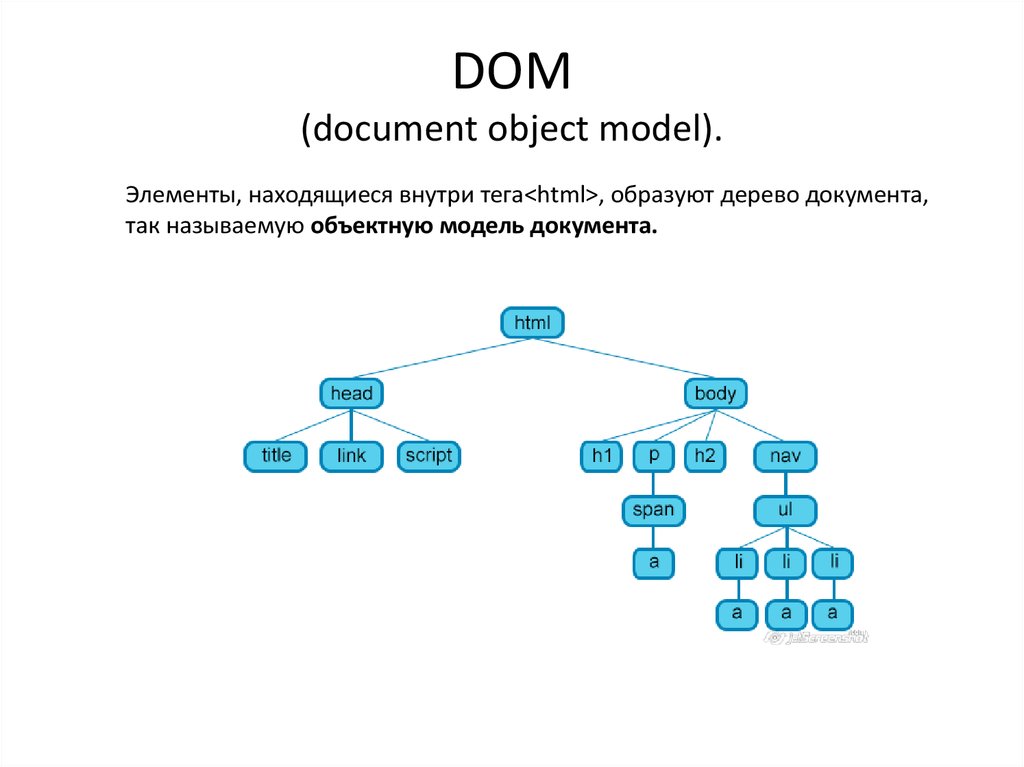 DOM
(document object model).
Элементы, находящиеся внутри тега<html>, образуют дерево документа,
так называемую объектную модель документа.
html
head body
title link script h1 p h2 nav
span ul
a li li li
a a a